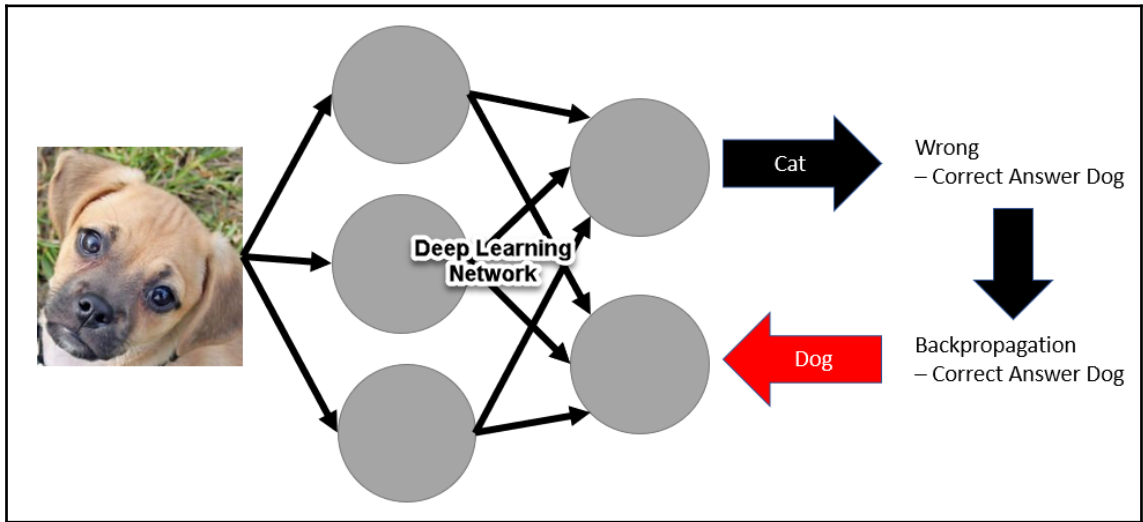 Deep Learning
Network
Cat
Wrong
– Correct Answer Dog
Dog
Backpropagation
– Correct Answer Dog